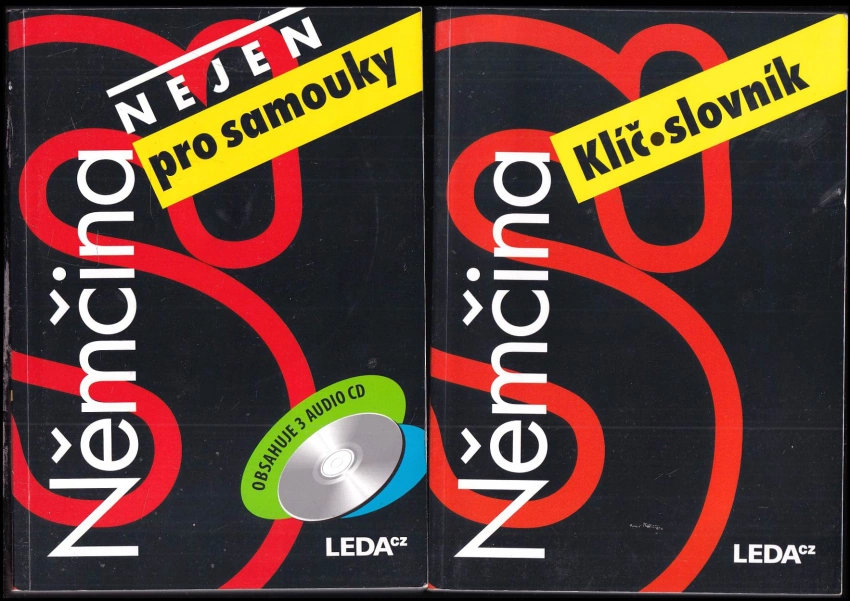 NEJEN
pro samouky
Němčina
OBSAHUJE 3 AUDIO CD
LEDAcz
Klíč•slovník
Němčina
LEDAcz